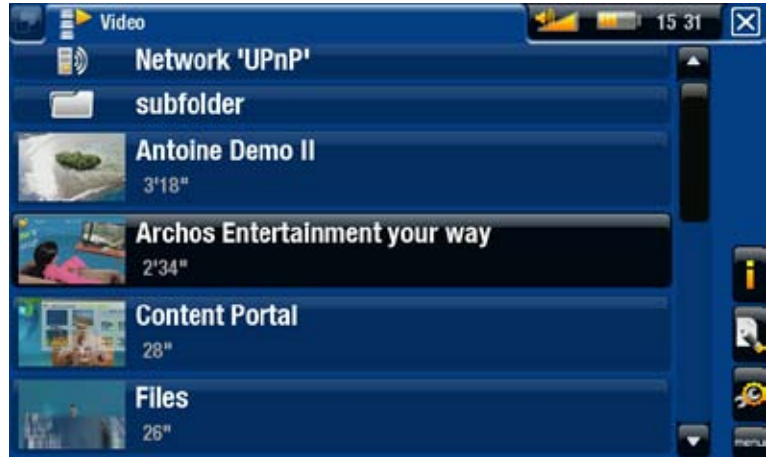 Video
15 31
Network 'UPnP'
subfolder
Antoine Demo II
3'18"
Archos Entertainment your way
2'34"
Content Portal
28"
Files
26"
menu